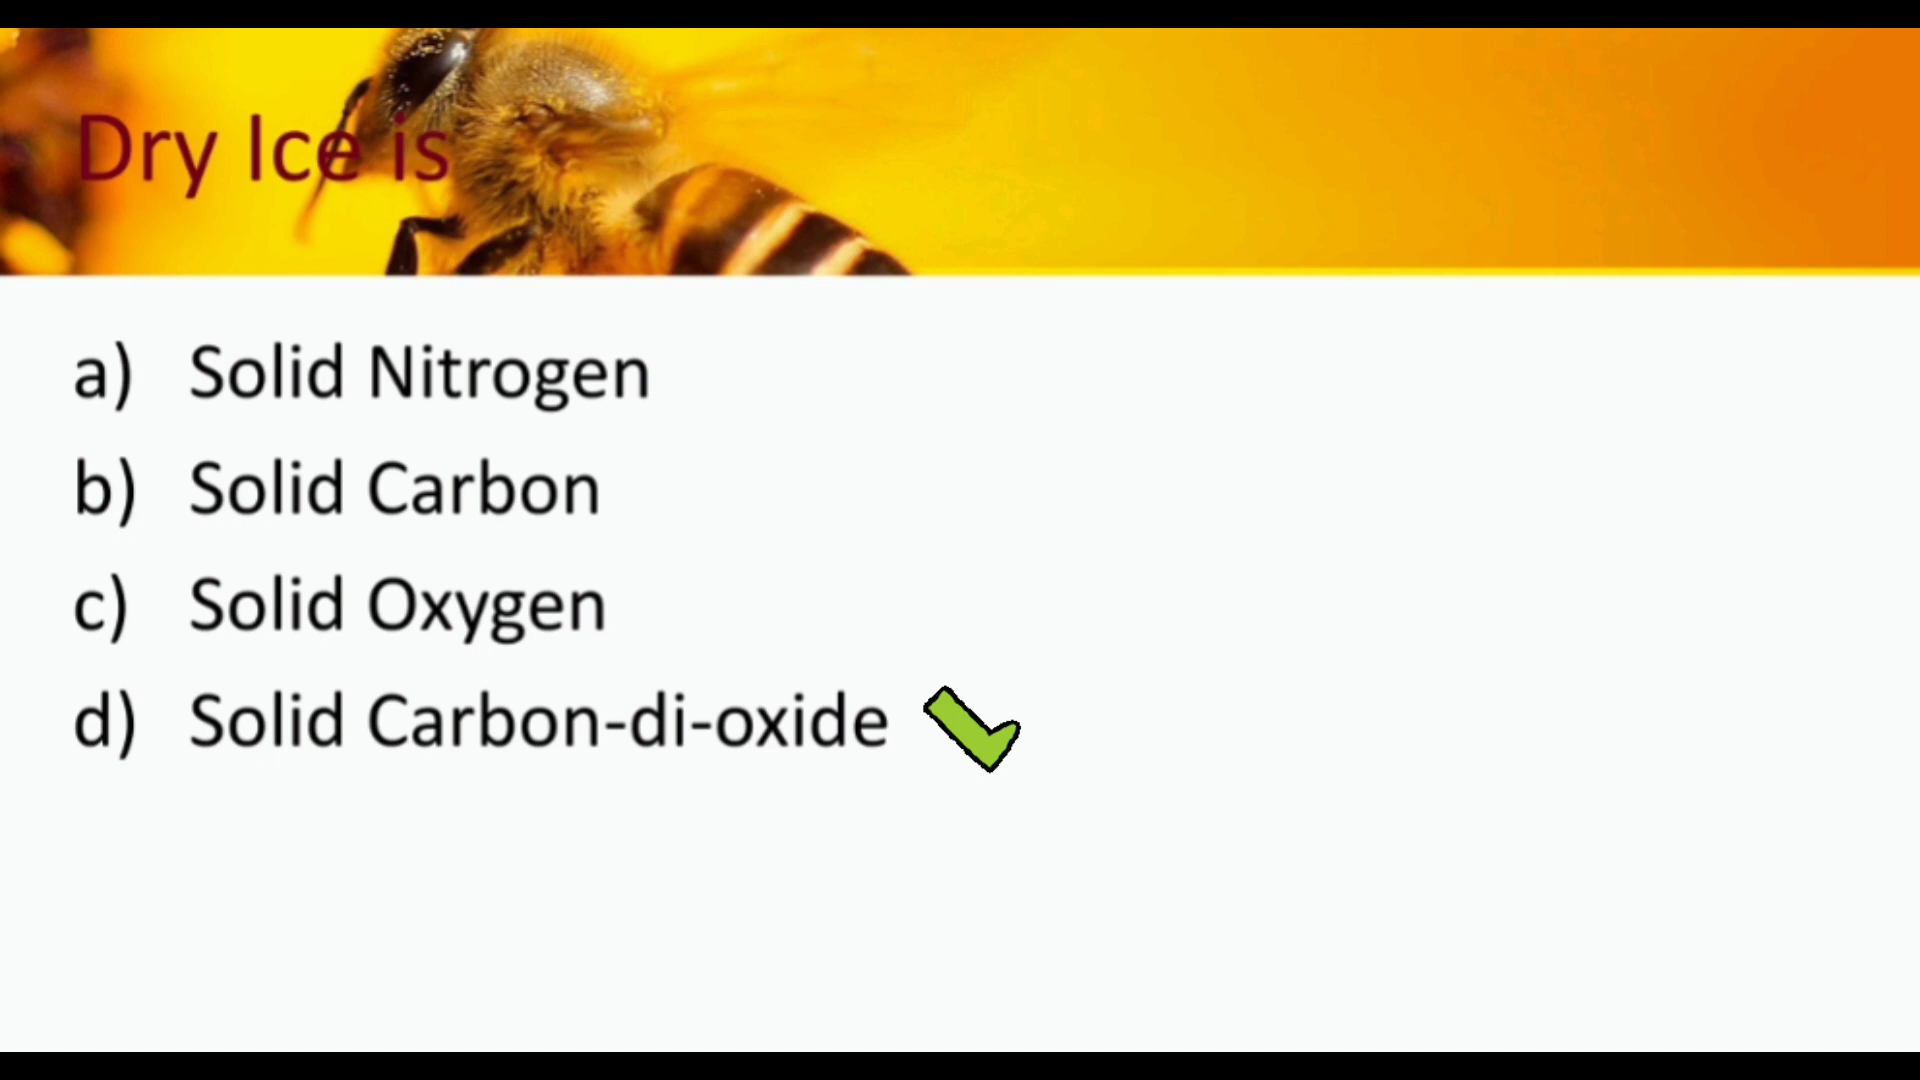 Dry Ice is
a) Solid Nitrogen
b) Solid Carbon
c) Solid Oxygen
d) Solid Carbon-di-oxide